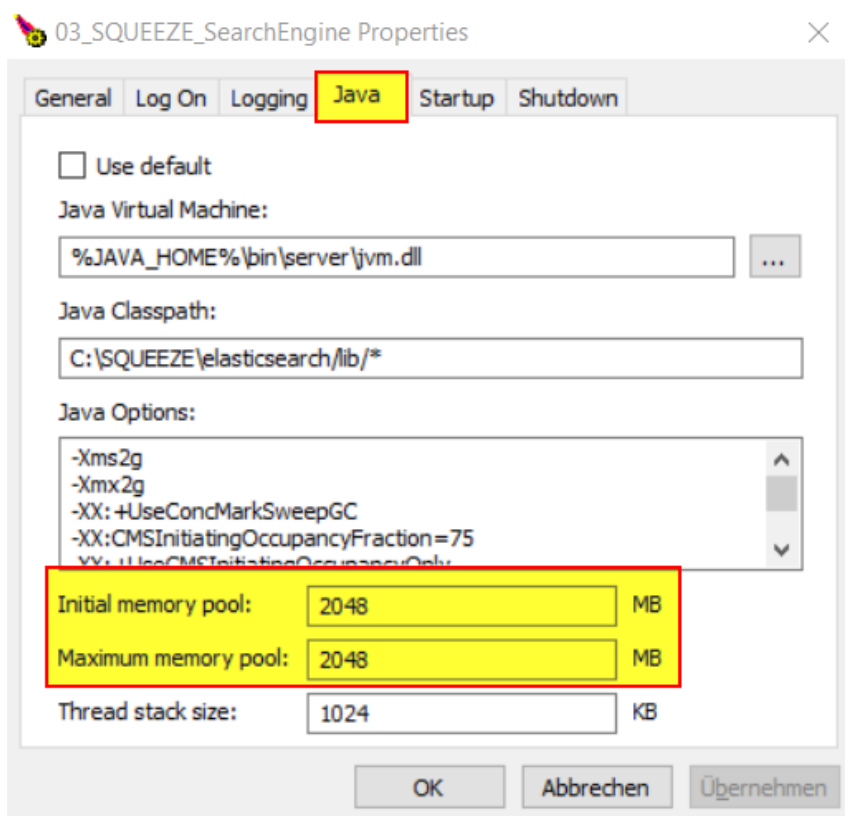 03_SQUEEZE_SearchEngine Properties
General Log On Logging Java Startup Shutdown
Use default
Java Virtual Machine:
%JAVA_HOME%\bin\server\jvm.dll ...
Java Classpath:
C:\SQUEEZE\elasticsearch/lib/*
Java Options:
-Xms2g
-Xmx2g
-XX:+UseConcMarkSweepGC
-XX:CMSInitiatingOccupancyFraction=75
-XX:+UseCMSInitiatingOccupancyOnly
Initial memory pool: 2048 MB
Maximum memory pool: 2048 MB
Thread stack size: 1024 KB
OK Abbrechen Übernehmen